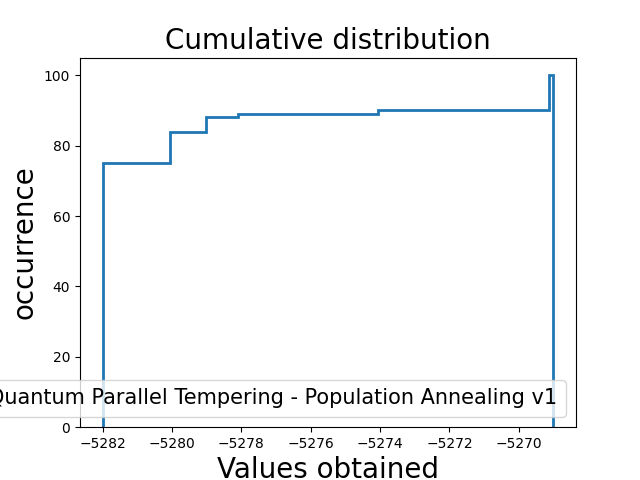 Cumulative distribution
100
80
60
40
20
0
occurrence
Quantum Parallel Tempering - Population Annealing v1
−5282 −5280 −5278 −5276 −5274 −5272 −5270
Values obtained